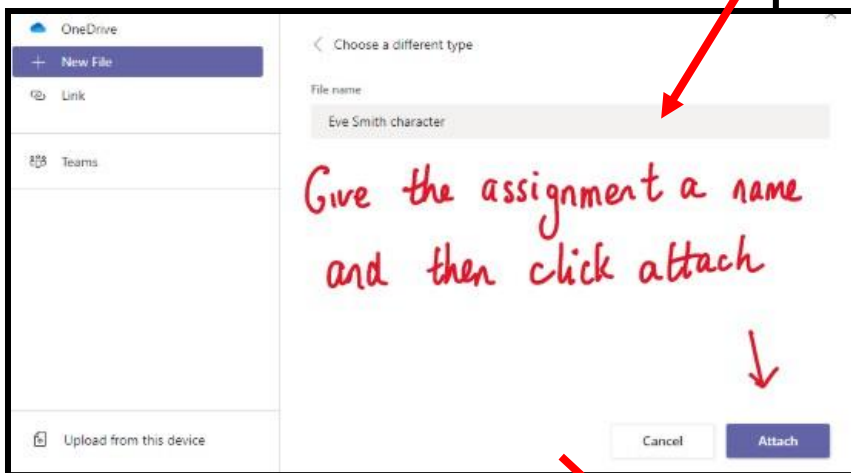 OneDrive
New File
Link
Teams
Upload from this device
Choose a different type
File name
Eve Smith character
Give the assignment a name
and then click attach
Cancel
Attach